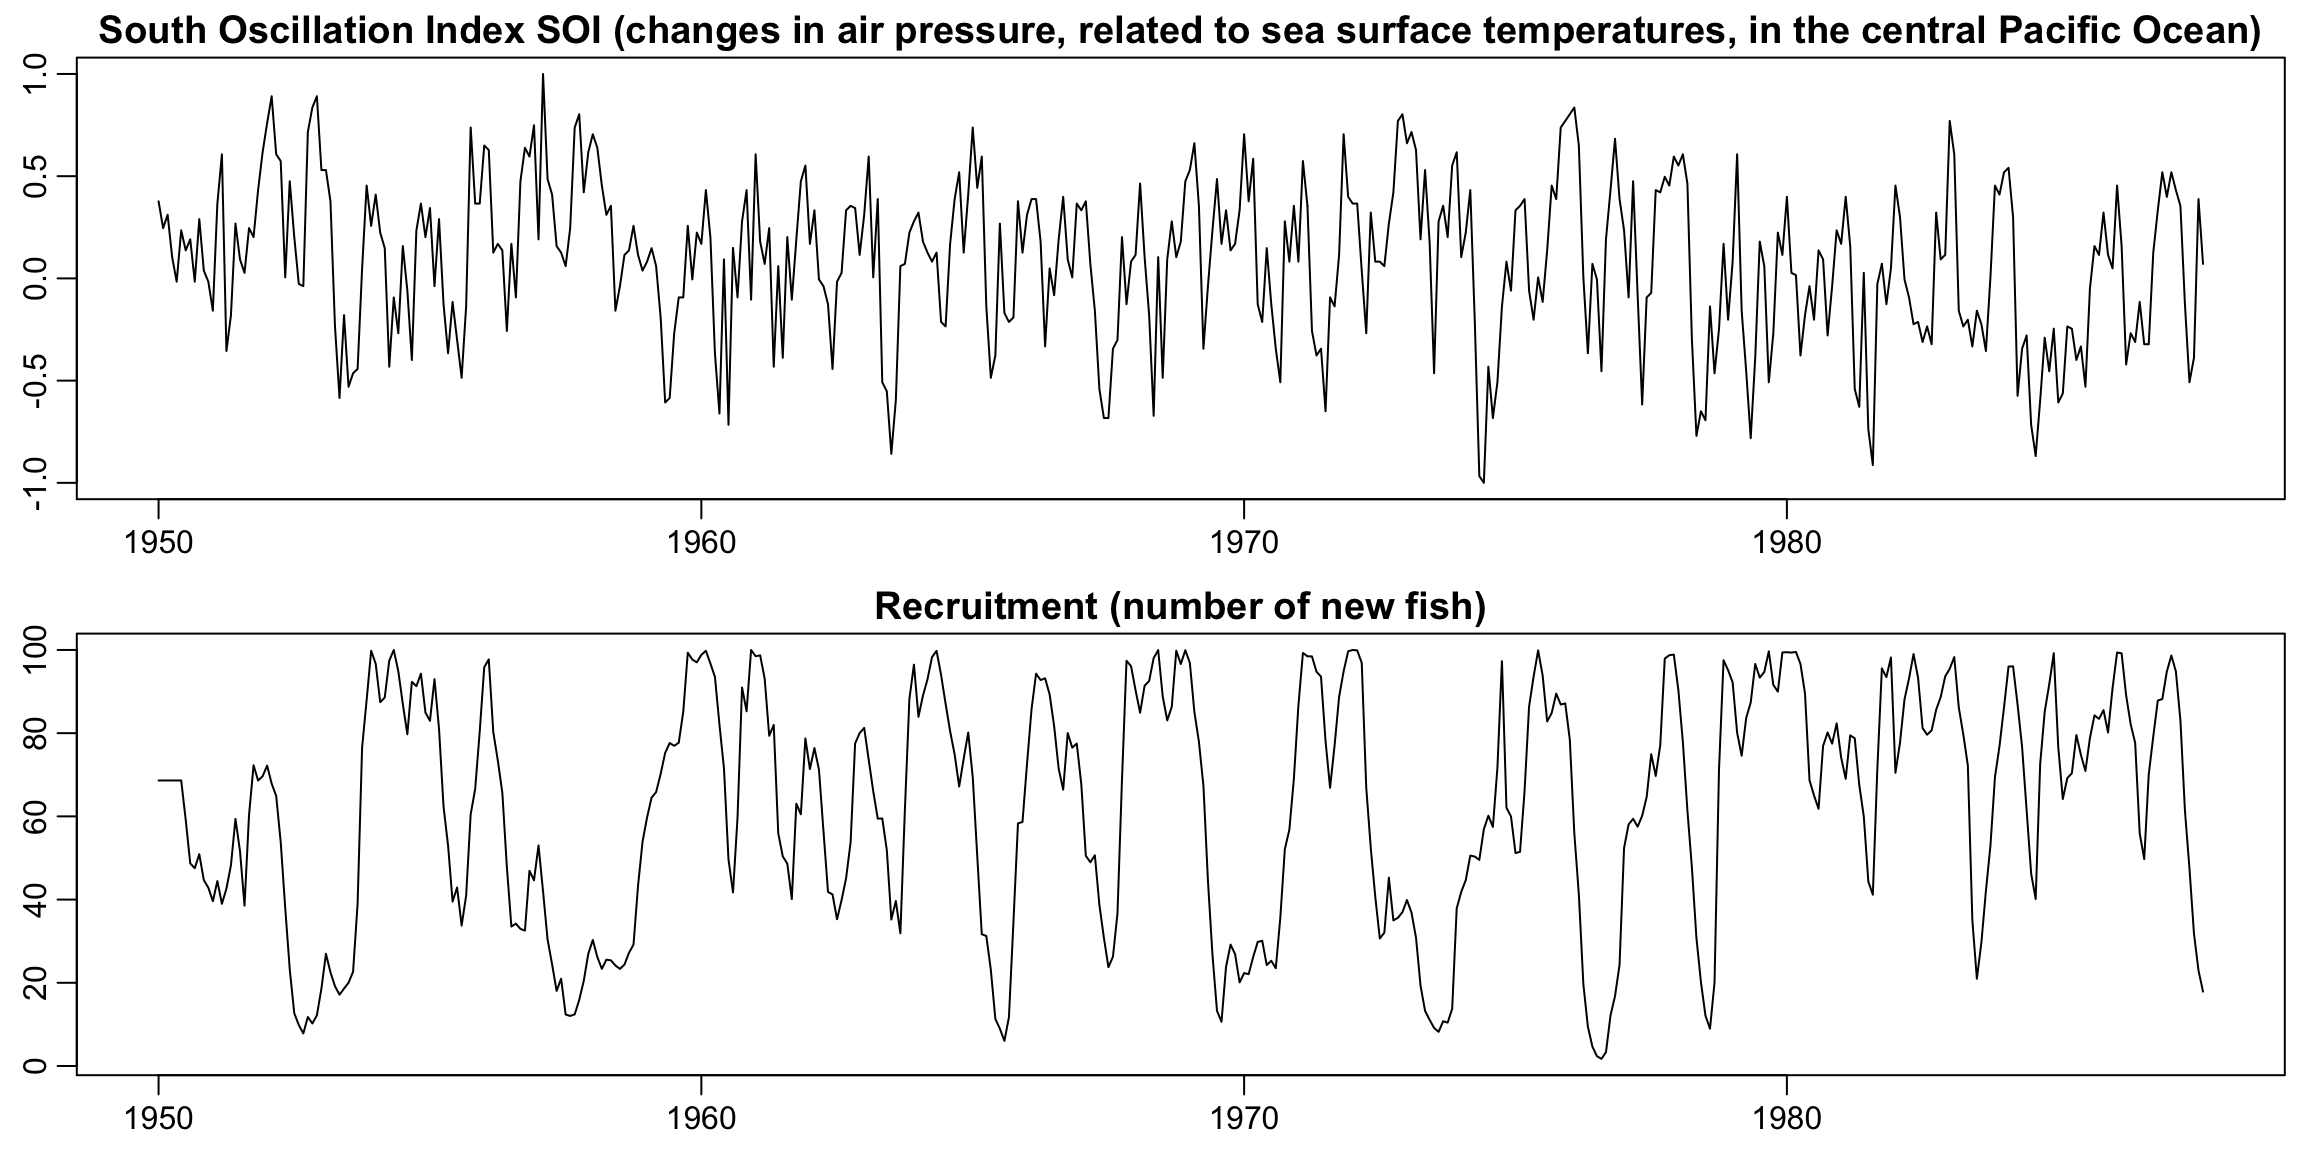 South Oscillation Index SOI (changes in air pressure, related to sea surface temperatures, in the central Pacific Ocean)
1.0
0.5
0.0
-0.5
-1.0
1950 1960 1970 1980
Recruitment (number of new fish)
100
80
60
40
20
0
1950 1960 1970 1980